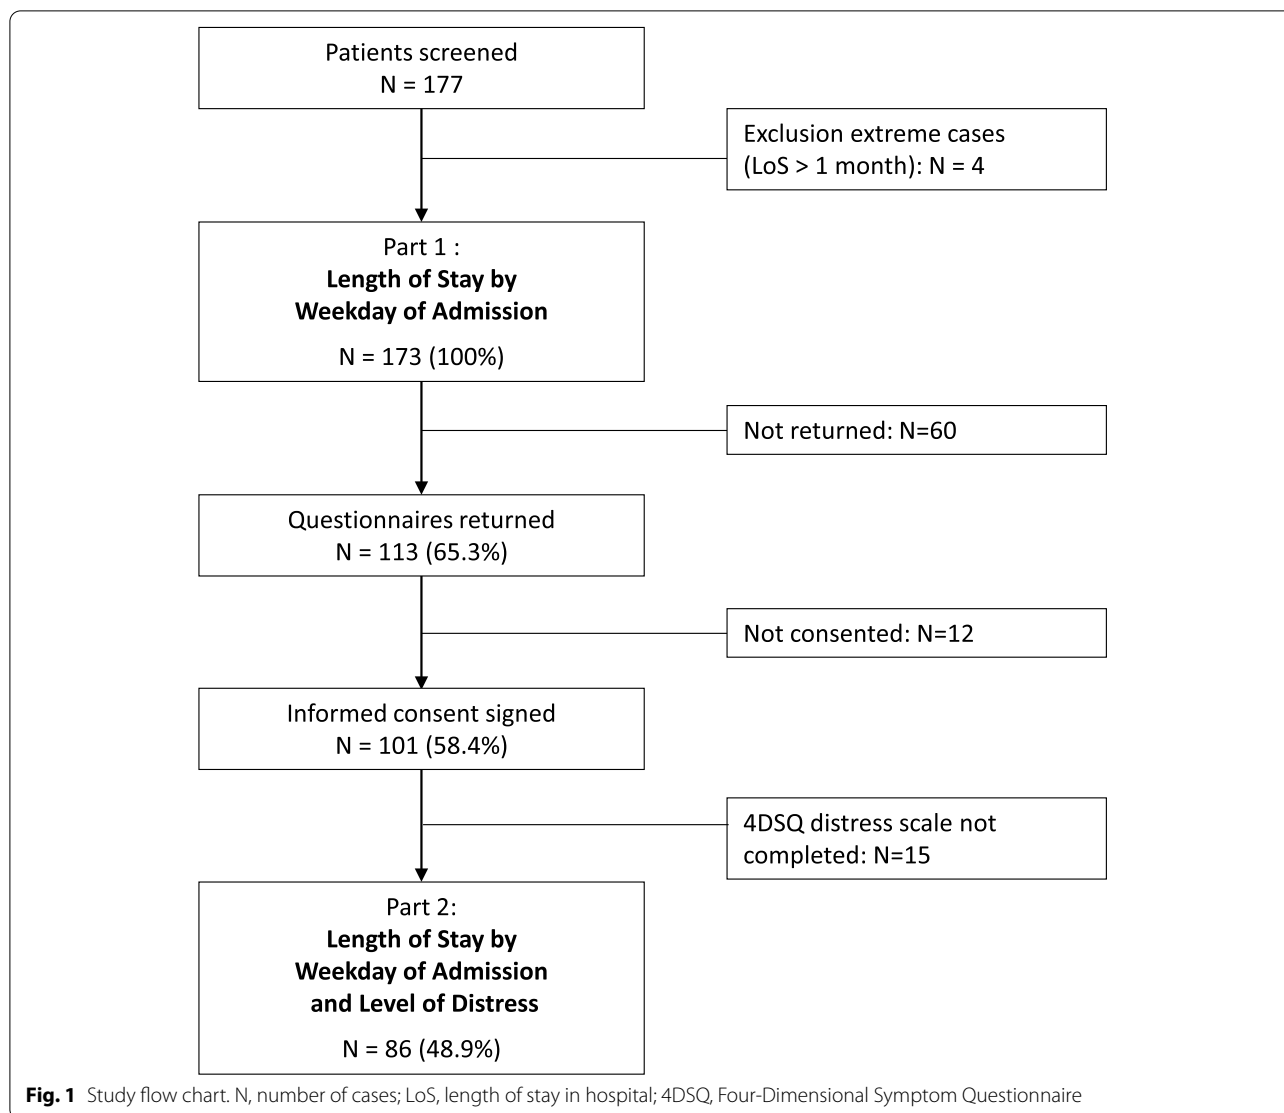 Patients screened
N = 177
Exclusion extreme cases
(LoS > 1 month): N = 4
Part 1 :
Length of Stay by
Weekday of Admission
N = 173 (100%)
Not returned: N=60
Questionnaires returned
N = 113 (65.3%)
Not consented: N=12
Informed consent signed
N = 101 (58.4%)
4DSQ distress scale not
completed: N=15
Part 2:
Length of Stay by
Weekday of Admission
and Level of Distress
N = 86 (48.9%)
Fig. 1 Study flow chart. N, number of cases; LoS, length of stay in hospital; 4DSQ, Four-Dimensional Symptom Questionnaire